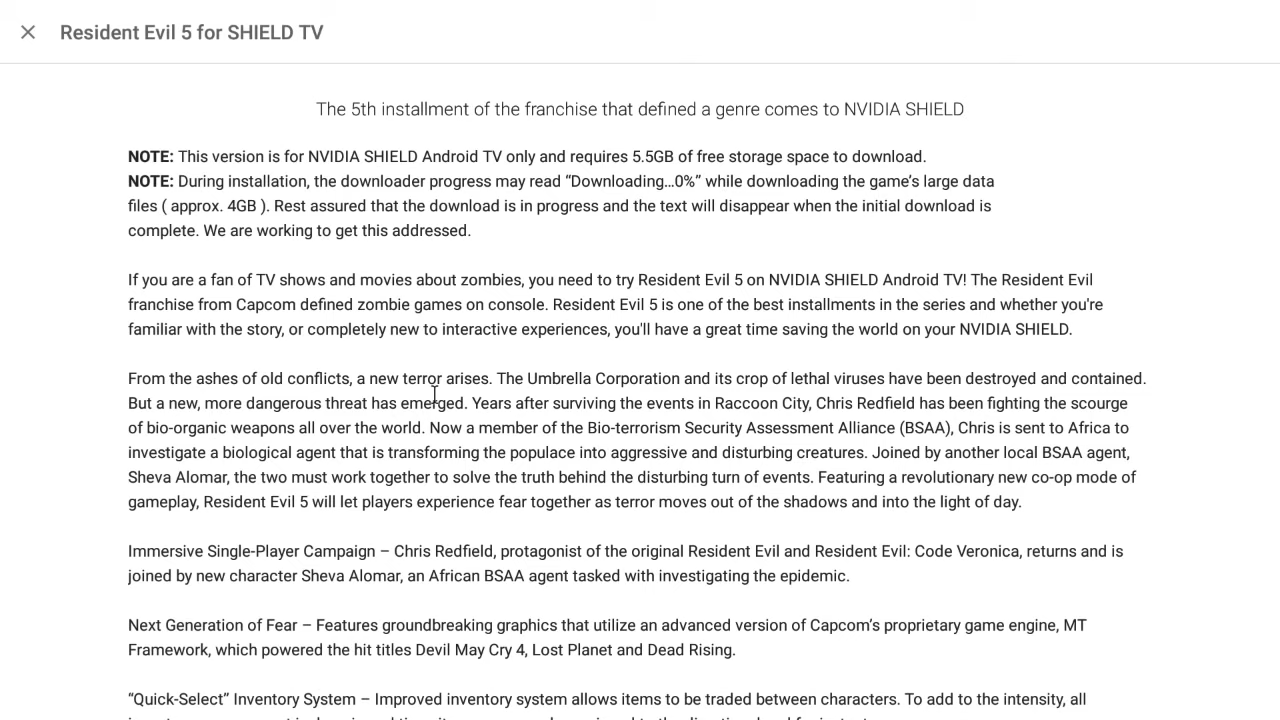 Resident Evil 5 for SHIELD TV
The 5th installment of the franchise that defined a genre comes to NVIDIA SHIELD
NOTE: This version is for NVIDIA SHIELD Android TV only and requires 5.5GB of free storage space to download.
NOTE: During installation, the downloader progress may read “Downloading…0%” while downloading the game’s large data
files ( approx. 4GB ). Rest assured that the download is in progress and the text will disappear when the initial download is
complete. We are working to get this addressed.
If you are a fan of TV shows and movies about zombies, you need to try Resident Evil 5 on NVIDIA SHIELD Android TV! The Resident Evil
franchise from Capcom defined zombie games on console. Resident Evil 5 is one of the best installments in the series and whether you're
familiar with the story, or completely new to interactive experiences, you'll have a great time saving the world on your NVIDIA SHIELD.
From the ashes of old conflicts, a new terror arises. The Umbrella Corporation and its crop of lethal viruses have been destroyed and contained.
But a new, more dangerous threat has emerged. Years after surviving the events in Raccoon City, Chris Redfield has been fighting the scourge
of bio-organic weapons all over the world. Now a member of the Bio-terrorism Security Assessment Alliance (BSAA), Chris is sent to Africa to
investigate a biological agent that is transforming the populace into aggressive and disturbing creatures. Joined by another local BSAA agent,
Sheva Alomar, the two must work together to solve the truth behind the disturbing turn of events. Featuring a revolutionary new co-op mode of
gameplay, Resident Evil 5 will let players experience fear together as terror moves out of the shadows and into the light of day.
Immersive Single-Player Campaign – Chris Redfield, protagonist of the original Resident Evil and Resident Evil: Code Veronica, returns and is
joined by new character Sheva Alomar, an African BSAA agent tasked with investigating the epidemic.
Next Generation of Fear – Features groundbreaking graphics that utilize an advanced version of Capcom’s proprietary game engine, MT
Framework, which powered the hit titles Devil May Cry 4, Lost Planet and Dead Rising.
“Quick-Select” Inventory System – Improved inventory system allows items to be traded between characters. To add to the intensity, all